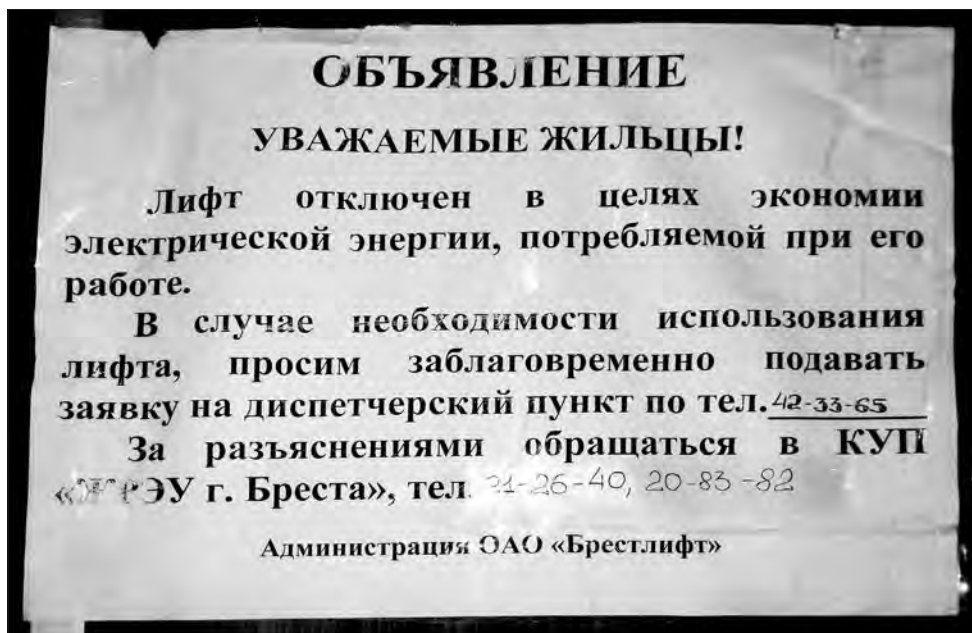 ОБЪЯВЛЕНИЕ
УВАЖАЕМЫЕ ЖИЛЬЦЫ!
Лифт отключен в целях экономии
электрической энергии, потребляемой при его
работе.
В случае необходимости использования
лифта, просим заблаговременно подавать
заявку на диспетчерский пункт по тел. 42-33-65
За разъяснениями обращаться в КУП
г. Бреста», тел. 21-26-40, 20-83-82
Администрация ОАО «Брестлифт»